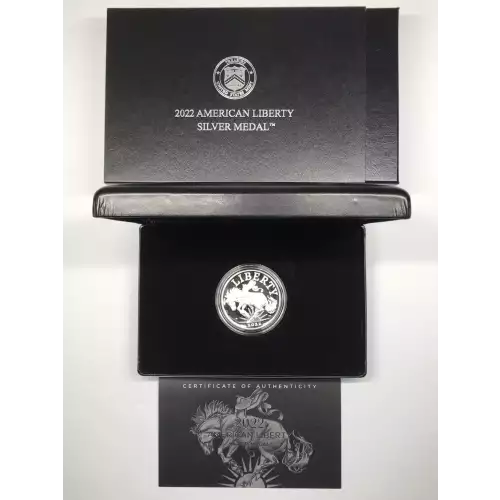 2022 AMERICAN LIBERTY
SILVER MEDAL™
LIBERTY
2022
CERTIFICATE OF AUTHENTICITY
2022
AMERICAN LIBERTY